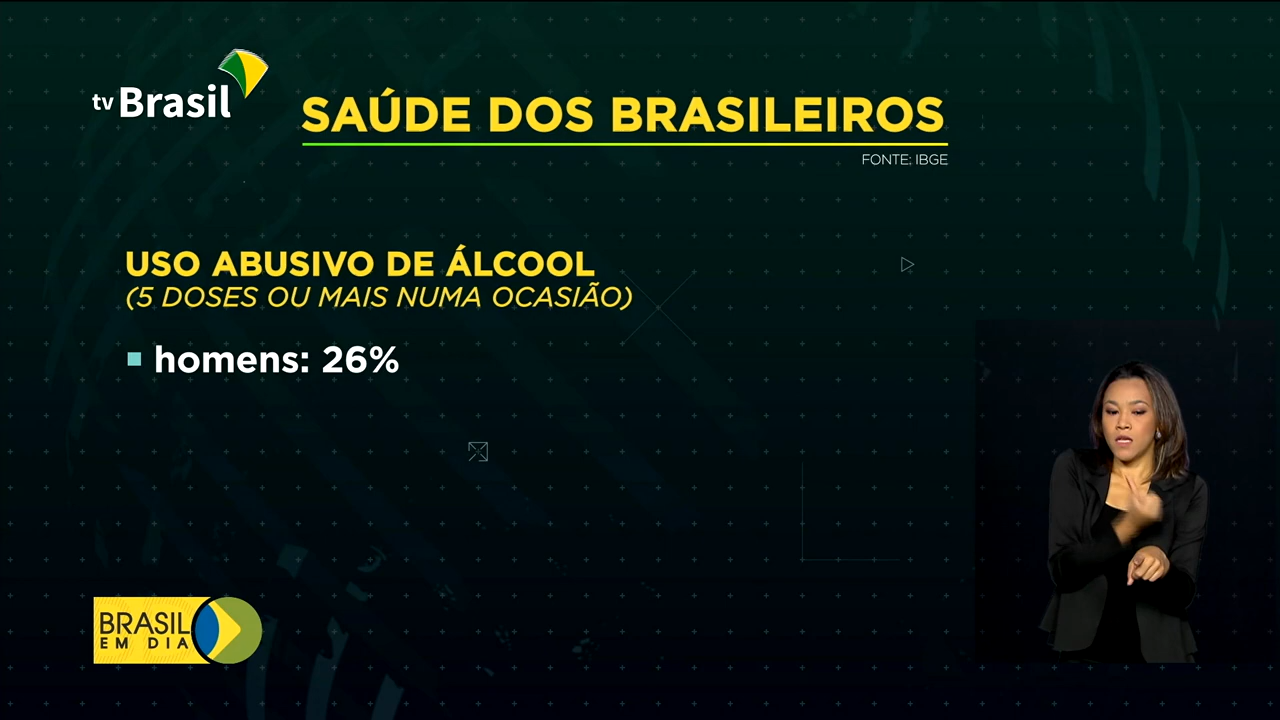 tv Brasil
SAÚDE DOS BRASILEIROS
FONTE: IBGE
USO ABUSIVO DE ÁLCOOL
(5 DOSES OU MAIS NUMA OCASIÃO)
homens: 26%
BRASIL
EM DIA